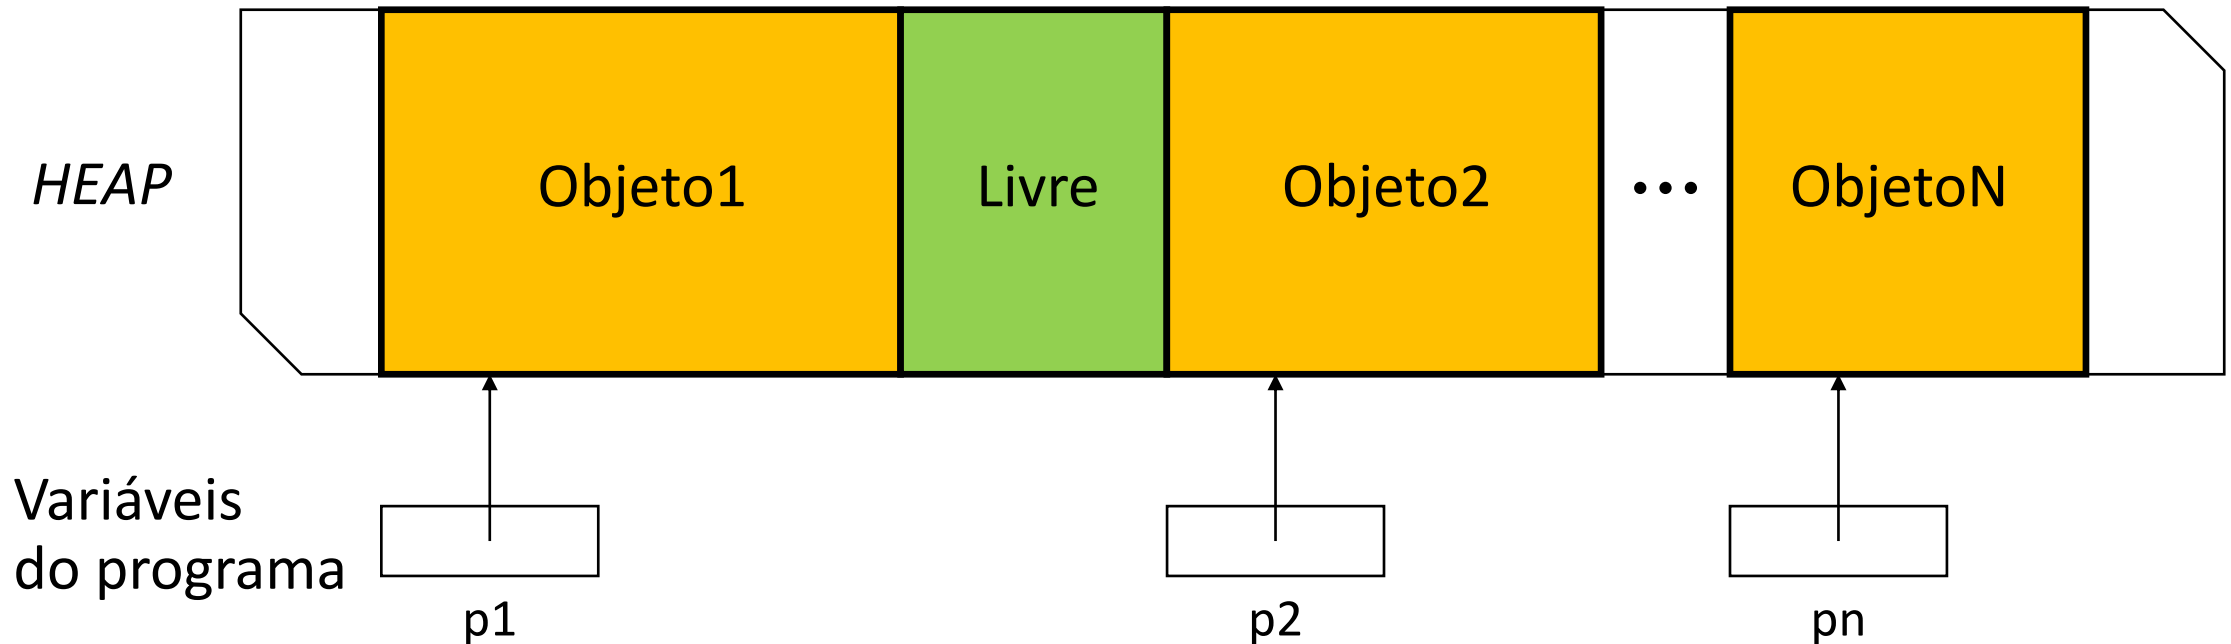 HEAP
Objeto1
Livre
Objeto2
...
ObjetoN
Variáveis
do programa
p1
p2
pn